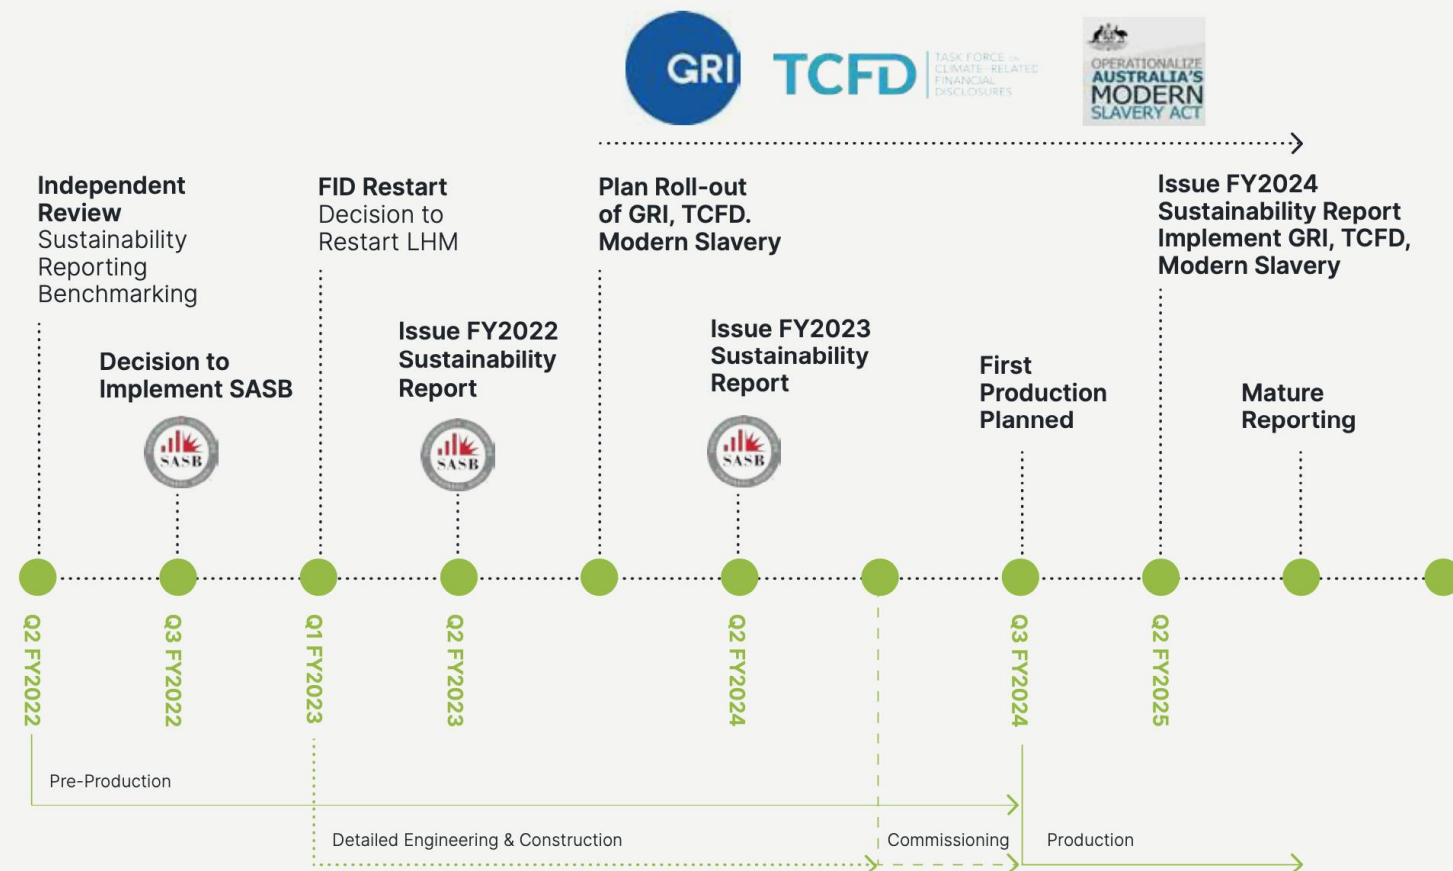 GRI
TCFD
TASK FORCE ON
CLIMATE-RELATED
FINANCIAL
DISCLOSURES
OPERATIONALIZE
AUSTRALIA'S
MODERN
SLAVERY ACT
Independent
Review
Sustainability
Reporting
Benchmarking
Decision to
Implement SASB
SASB
FID Restart
Decision to
Restart LHM
Issue FY2022
Sustainability
Report
SASB
Plan Roll-out
of GRI, TCFD.
Modern Slavery
Issue FY2023
Sustainability
Report
SASB
First
Production
Planned
Issue FY2024
Sustainability Report
Implement GRI, TCFD,
Modern Slavery
Mature
Reporting
Q2 FY2022
Q3 FY2022
Q1 FY2023
Q2 FY2023
Q2 FY2024
Q3 FY2024
Q2 FY2025
Pre-Production
Detailed Engineering & Construction
Commissioning
Production